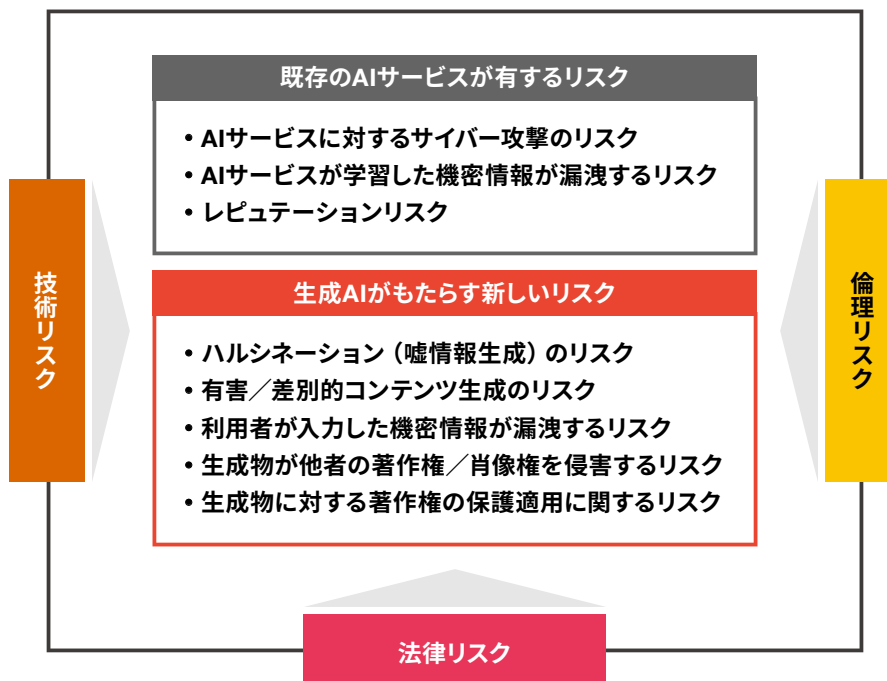 既存のAIサービスが有するリスク
・AIサービスに対するサイバー攻撃のリスク
・AIサービスが学習した機密情報が漏洩するリスク
・レピュテーションリスク
技術リスク
生成AIがもたらす新しいリスク
・ハルシネーション（嘘情報生成）のリスク
・有害／差別的コンテンツ生成のリスク
・利用者が入力した機密情報が漏洩するリスク
・生成物が他者の著作権／肖像権を侵害するリスク
・生成物に対する著作権の保護適用に関するリスク
倫理リスク
法律リスク